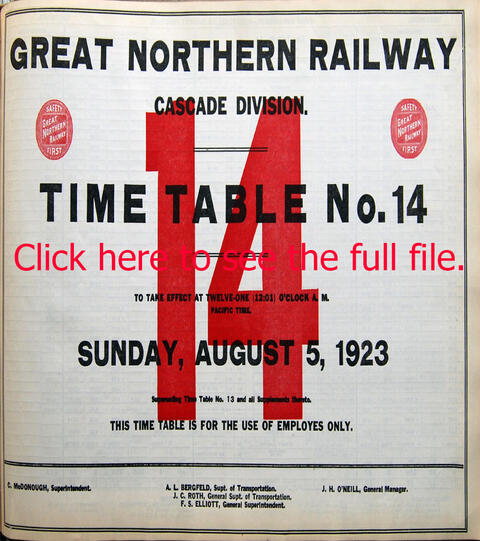 GREAT NORTHERN RAILWAY
CASCADE DIVISION.
SAFETY
GREAT
NORTHERN
RAILWAY
FIRST
SAFETY
GREAT
NORTHERN
RAILWAY
FIRST
14
TIME TABLE No. 14
Click here to see the full file.
TO TAKE EFFECT AT TWELVE-ONE (12:01) O'CLOCK A. M.
PACIFIC TIME.
SUNDAY, AUGUST 5, 1923
Superseding Time Table No. 13 and all Supplements thereto.
THIS TIME TABLE IS FOR THE USE OF EMPLOYES ONLY.
C. McDONOUGH, Superintendent.
A. L. BERGFELD, Supt. of Transportation.
J. C. ROTH, General Supt. of Transportation.
F. S. ELLIOTT, General Superintendent.
J. H. O'NEILL, General Manager.